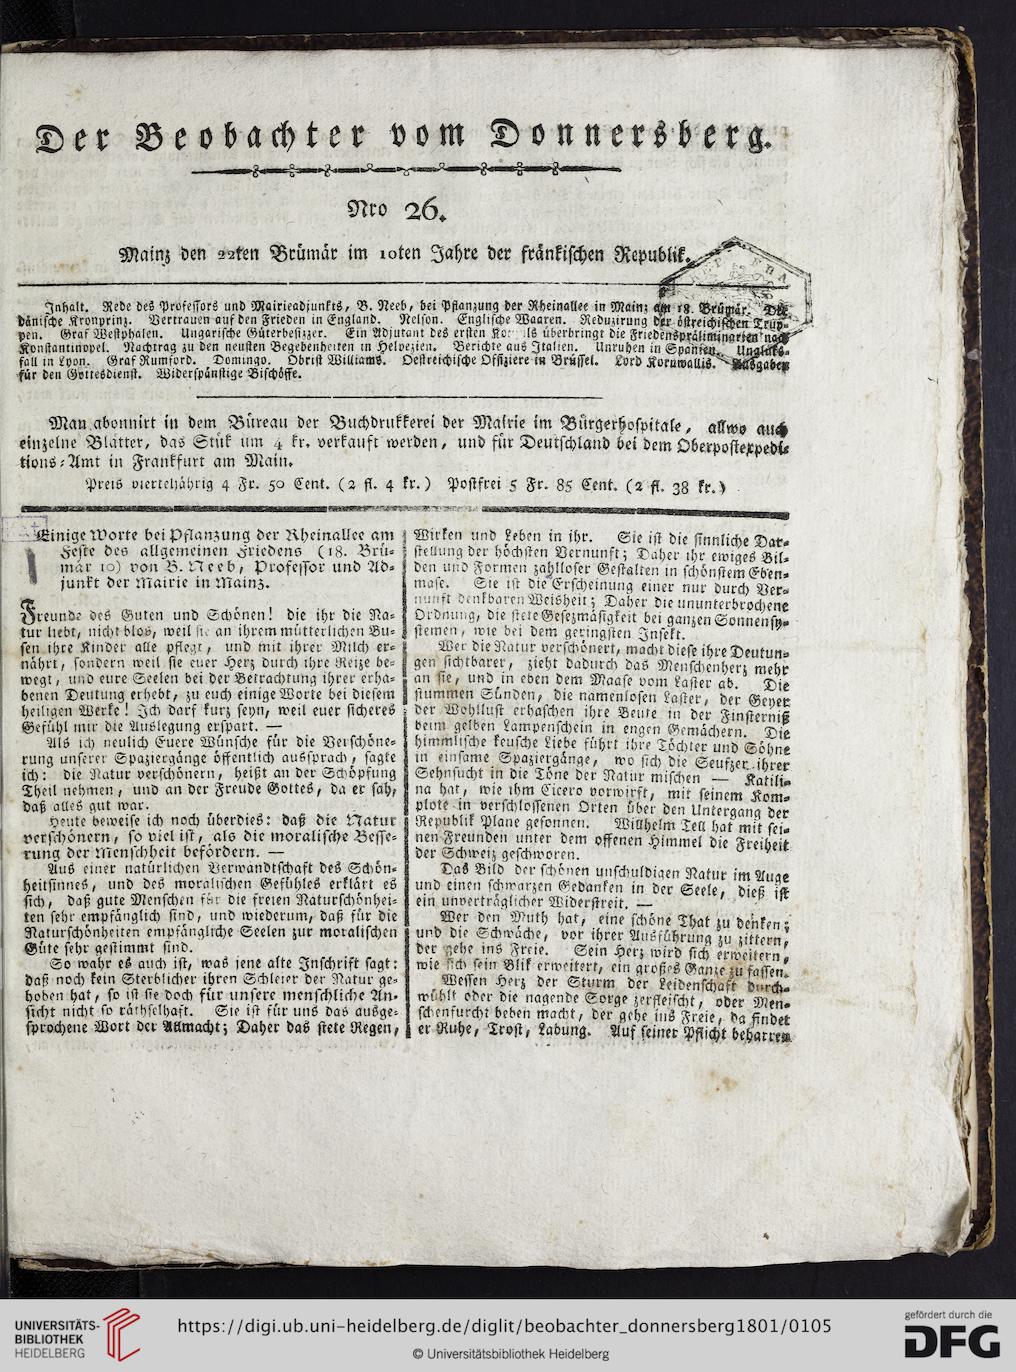 Der Beobachter vom Donnersberg.
Nro 26.
Mainz den 22ten Brümär im 10ten Jahre der fränkischen Republik.
Inhalt. Rede des Professors und Mairieadjunkts, B. Neeb, bei Pflanzung der Rheinallee in Mainz am 18. Brümär. Der
dänische Kronprinz. Vertrauen auf den Frieden in England. Nelson. Englische Waaren. Reduzirung der östreichischen Trup-
pen. Graf Westphalen. Ungarische Güterbesitzer. Ein Adjutant des ersten überbringt die Friedenspräliminarien nach
Konstantinopel. Nachtrag zu den neusten Begebenheiten in Helvezien. Berichte aus Italien. Unruhen in Spanien. Unglüks-
fall in Lyon. Graf Rumford. Domingo. Obrist Williams. Oestreichische Offiziere in Brüssel. Lord Kornwallis. Ausgaben
für den Gottesdienst. Widerspänstige Bischöffe.
Man abonnirt in dem Büreau der Buchdrukkerei der Mairie im Bürgerhospitale, allwo auch
einzelne Blätter, das Stük um 4 kr. verkauft werden, und für Deutschland bei dem Oberpostexpedi-
tions-Amt in Frankfurt am Main.
Preis vierteljährig 4 Fr. 50 Cent. (2 fl. 4 kr.) Postfrei 5 Fr. 85 Cent. (2 fl. 38 kr.)
Einige Worte bei Pflanzung der Rheinallee am
Feste des allgemeinen Friedens (18. Brü-
mär 10) von B. Neeb, Professor und Ad-
junkt der Mairie in Mainz.
Freunde des Guten und Schönen! die ihr die Na-
tur liebt, nicht blos, weil sie an ihrem mütterlichen Bu-
sen ihre Kinder alle pflegt, und mit ihrer Milch er-
nährt, sondern weil sie euer Herz durch ihre Reize be-
wegt, und eure Seelen bei der Betrachtung ihrer erha-
benen Deutung erhebt, zu euch einige Worte bei diesem
heiligen Werke! Ich darf kurz seyn, weil euer sicheres
Gefühl mir die Auslegung erspart. —
Als ich neulich Euere Wünsche für die Verschöne-
rung unserer Spaziergänge öffentlich aussprach, sagte
ich: die Natur verschönern, heißt an der Schöpfung
Theil nehmen, und an der Freude Gottes, da er sah,
daß alles gut war.
Heute beweise ich noch überdies: daß die Natur
verschönern, so viel ist, als die moralische Besse-
rung der Menschheit befördern. —
Aus einer natürlichen Verwandtschaft des Schön-
heitsinnes, und des moralischen Gefühles erklärt es
sich, daß gute Menschen für die freien Naturschönhei-
ten sehr empfänglich sind, und wiederum, daß für die
Naturschönheiten empfängliche Seelen zur moralischen
Güte sehr gestimmt sind.
So wahr es auch ist, was jene alte Inschrift sagt:
daß noch kein Sterblicher ihren Schleier der Natur ge-
hoben hat, so ist sie doch für unsere menschliche An-
sicht nicht so räthselhaft. Sie ist für uns das ausge-
sprochene Wort der Allmacht; Daher das stete Regen,
Wirken und Leben in ihr. Sie ist die sinnliche Dar-
stellung der höchsten Vernunft; Daher ihr ewiges Bil-
den und Formen zahlloser Gestalten in schönstem Eben-
mase. Sie ist die Erscheinung einer nur durch Ver-
nunft denkbaren Weisheit; Daher die ununterbrochene
Ordnung, die stete Gesezmäsigkeit bei ganzen Sonnensy-
stemen, wie bei dem geringsten Insekt.
Wer die Natur verschönert, macht diese ihre Deutun-
gen sichtbarer, zieht dadurch das Menschenherz mehr
an sie, und in eben dem Maase vom Laster ab. Die
stummen Sünden, die namenlosen Laster, der Geyer
der Wohllust erhaschen ihre Beute in der Finsterniß
beim gelben Lampenschein in engen Gemächern. Die
himmlische keusche Liebe führt ihre Töchter und Söhne
in einsame Spaziergänge, wo sich die Seufzer ihrer
Sehnsucht in die Töne der Natur mischen — Katili-
na hat, wie ihm Cicero vorwirft, mit seinem Kom-
plote in verschlossenen Orten über den Untergang der
Republik Plane gesonnen. Willhelm Tell hat mit sei-
nen Freunden unter dem offenen Himmel die Freiheit
der Schweiz geschworen.
Das Bild der schönen unschuldigen Natur im Auge
und einen schwarzen Gedanken in der Seele, dieß ist
ein unverträglicher Widerstreit. —
Wer den Muth hat, eine schöne That zu denken;
und die Schwäche, vor ihrer Ausführung zu zittern,
der gehe ins Freie. Sein Herz wird sich erweitern,
wie sich sein Blik erweitert, ein großes Ganze zu fassen.
Wessen Herz der Sturm der Leidenschaft durch-
wühlt oder die nagende Sorge zerfleischt, oder Men-
schenfurcht beben macht, der gehe ins Freie, da findet
er Ruhe, Trost, Labung. Auf seiner Pflicht beharren
UNIVERSITÄTS-
BIBLIOTHEK
HEIDELBERG
https://digi.ub.uni-heidelberg.de/diglit/beobachter_donnersberg1801/0105
© Universitätsbibliothek Heidelberg
gefördert durch die
DFG